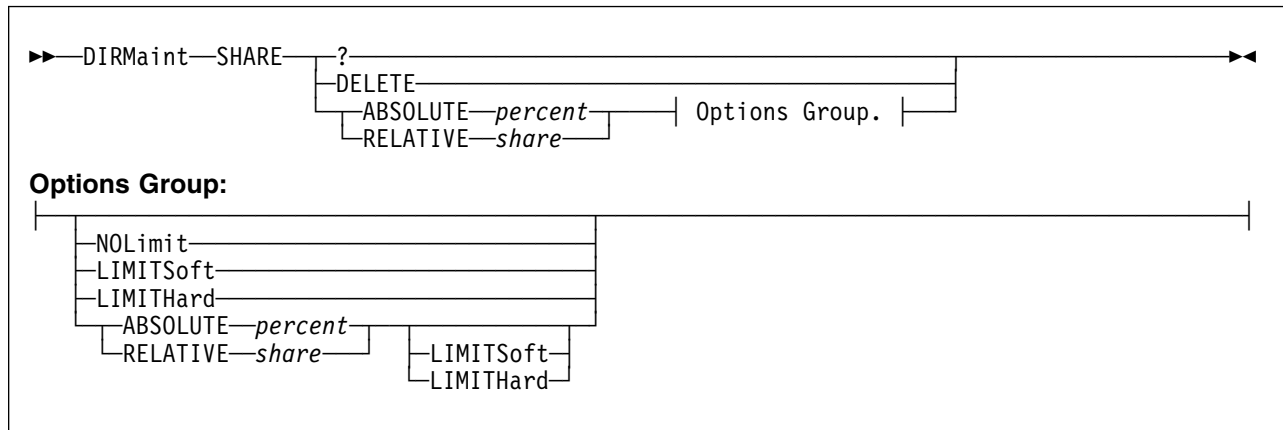 DIRMaint SHARE ?
DELETE
ABSOLUTE percent Options Group.
RELATIVE share
Options Group:
NOLimit
LIMITSoft
LIMITHard
ABSOLUTE percent
RELATIVE share LIMITSoft
LIMITHard